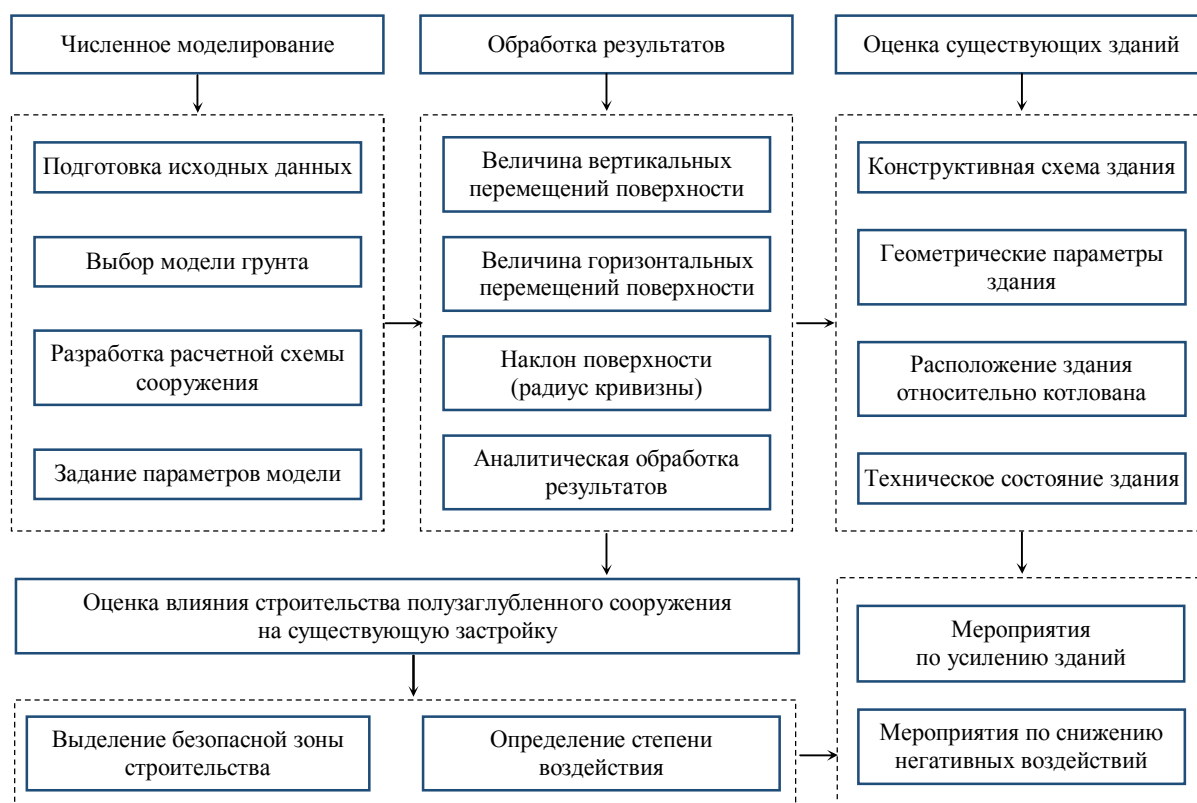 Численное моделирование
Обработка результатов
Оценка существующих зданий
Подготовка исходных данных
Выбор модели грунта
Разработка расчетной схемы
сооружения
Задание параметров модели
Величина вертикальных
перемещений поверхности
Величина горизонтальных
перемещений поверхности
Наклон поверхности
(радиус кривизны)
Аналитическая обработка
результатов
Конструктивная схема здания
Геометрические параметры
здания
Расположение здания
относительно котлована
Техническое состояние здания
Оценка влияния строительства полузаглубленного сооружения
на существующую застройку
Выделение безопасной зоны
строительства
Определение степени
воздействия
Мероприятия
по усилению зданий
Мероприятия по снижению
негативных воздействий